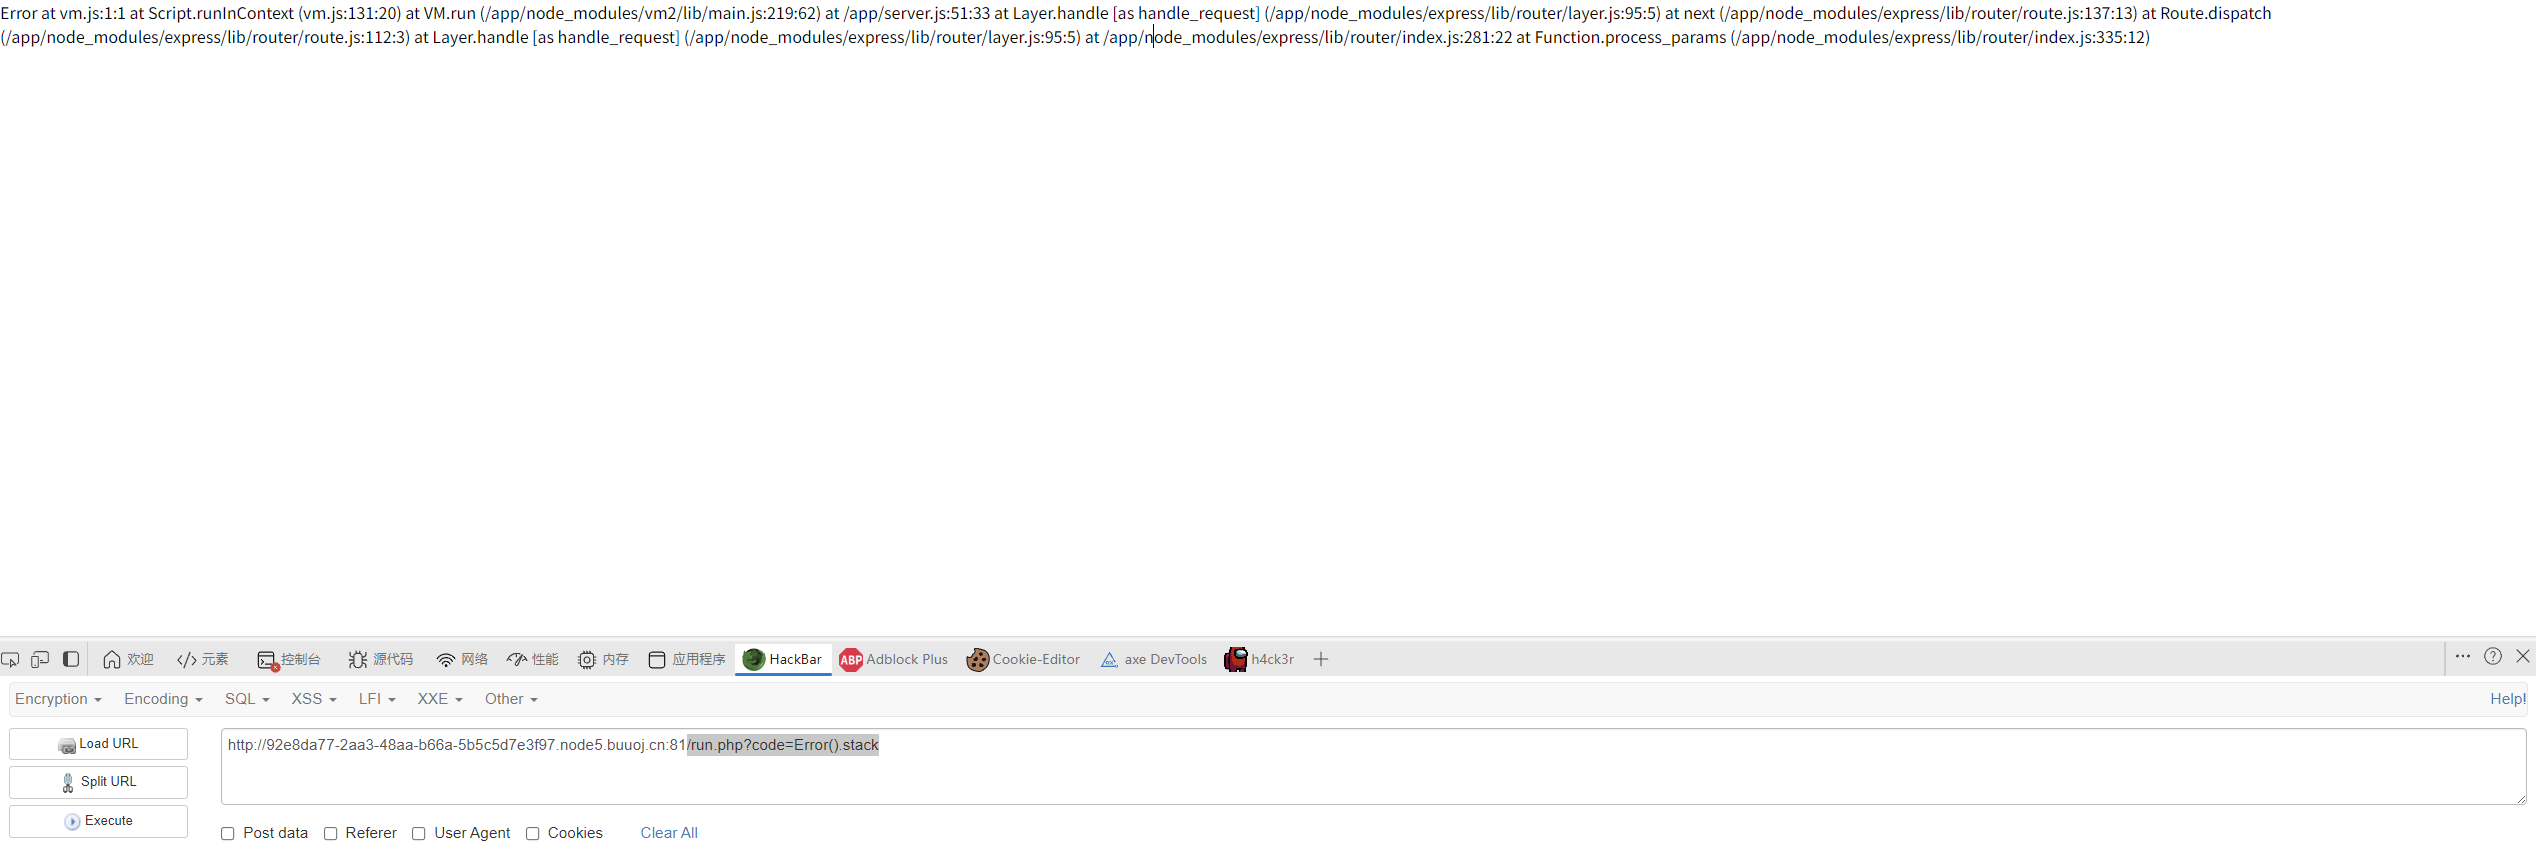 Error at vm.js:1:1 at Script.runInContext (vm.js:131:20) at VM.run (/app/node_modules/vm2/lib/main.js:219:62) at /app/server.js:51:33 at Layer.handle [as handle_request] (/app/node_modules/express/lib/router/layer.js:95:5) at next (/app/node_modules/express/lib/router/route.js:137:13) at Route.dispatch
(/app/node_modules/express/lib/router/route.js:112:3) at Layer.handle [as handle_request] (/app/node_modules/express/lib/router/layer.js:95:5) at /app/node_modules/express/lib/router/index.js:281:22 at Function.process_params (/app/node_modules/express/lib/router/index.js:335:12)
欢迎 元素 控制台 源代码 网络 性能 内存 应用程序 HackBar ABP Adblock Plus Cookie-Editor axe DevTools h4ck3r
Encryption Encoding SQL XSS LFI XXE Other Help!
Load URL http://92e8da77-2aa3-48aa-b66a-5b5c5d7e3f97.node5.buuoj.cn:81/run.php?code=Error().stack
Split URL
Execute
Post data Referer User Agent Cookies Clear All